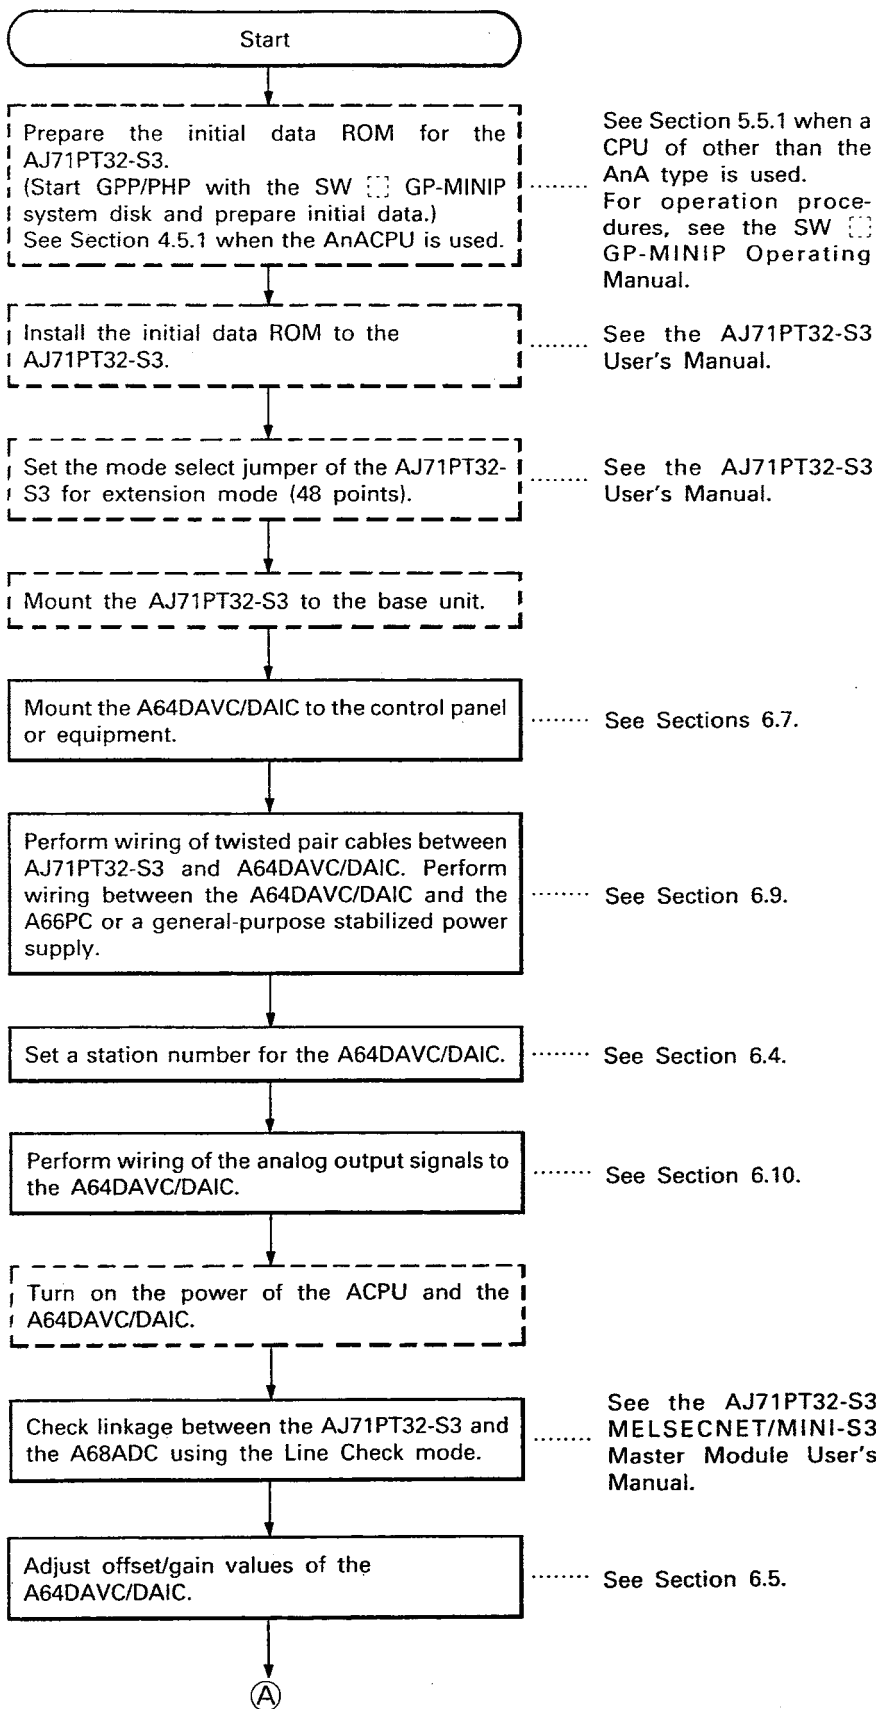 Start
Prepare the initial data ROM for the
AJ71PT32-S3.
(Start GPP/PHP with the SW GP-MINIP
system disk and prepare initial data.)
See Section 4.5.1 when the AnACPU is used.
See Section 5.5.1 when a
CPU of other than the
AnA type is used.
For operation proce-
dures, see the SW
GP-MINIP Operating
Manual.
Install the initial data ROM to the
AJ71PT32-S3.
See the AJ71PT32-S3
User's Manual.
Set the mode select jumper of the AJ71PT32-
S3 for extension mode (48 points).
See the AJ71PT32-S3
User's Manual.
Mount the AJ71PT32-S3 to the base unit.
Mount the A64DAVC/DAIC to the control panel
or equipment.
See Sections 6.7.
Perform wiring of twisted pair cables between
AJ71PT32-S3 and A64DAVC/DAIC. Perform
wiring between the A64DAVC/DAIC and the
A66PC or a general-purpose stabilized power
supply.
See Section 6.9.
Set a station number for the A64DAVC/DAIC.
See Section 6.4.
Perform wiring of the analog output signals to
the A64DAVC/DAIC.
See Section 6.10.
Turn on the power of the ACPU and the
A64DAVC/DAIC.
Check linkage between the AJ71PT32-S3 and
the A68ADC using the Line Check mode.
See the AJ71PT32-S3
MELSECNET/MINI-S3
Master Module User's
Manual.
Adjust offset/gain values of the
A64DAVC/DAIC.
See Section 6.5.
A